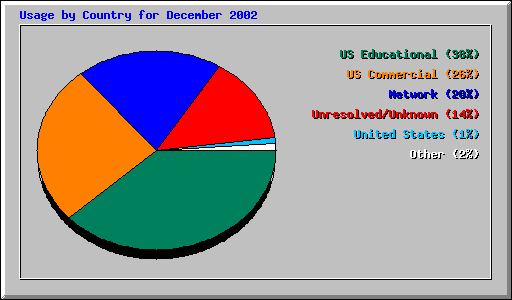 Usage by Country for December 2002
US Educational (38%)
US Commercial (26%)
Network (20%)
Unresolved/Unknown (14%)
United States (1%)
Other (2%)